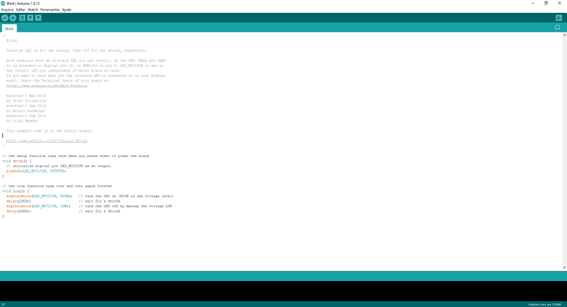 Blink | Arduino 1.8.13
Arquivo Editar Sketch Ferramentas Ajuda
Blink
/*
Blink
Turns an LED on for one second, then off for one second, repeatedly.
Most Arduinos have an on-board LED you can control. On the UNO, MEGA and ZERO
it is attached to digital pin 13, on MKR1000 on pin 6. LED_BUILTIN is set to
the correct LED pin independent of which board is used.
If you want to know what pin the on-board LED is connected to on your Arduino
model, check the Technical Specs of your board at:
https://www.arduino.cc/en/Main/Products
modified 8 May 2014
by Scott Fitzgerald
modified 2 Sep 2016
by Arturo Guadalupi
modified 8 Sep 2016
by Colby Newman
This example code is in the public domain.
http://www.arduino.cc/en/Tutorial/Blink
*/
// the setup function runs once when you press reset or power the board
void setup() {
// initialize digital pin LED_BUILTIN as an output.
pinMode(LED_BUILTIN, OUTPUT);
}
// the loop function runs over and over again forever
void loop() {
digitalWrite(LED_BUILTIN, HIGH); // turn the LED on (HIGH is the voltage level)
delay(1000); // wait for a second
digitalWrite(LED_BUILTIN, LOW); // turn the LED off by making the voltage LOW
delay(1000); // wait for a second
}